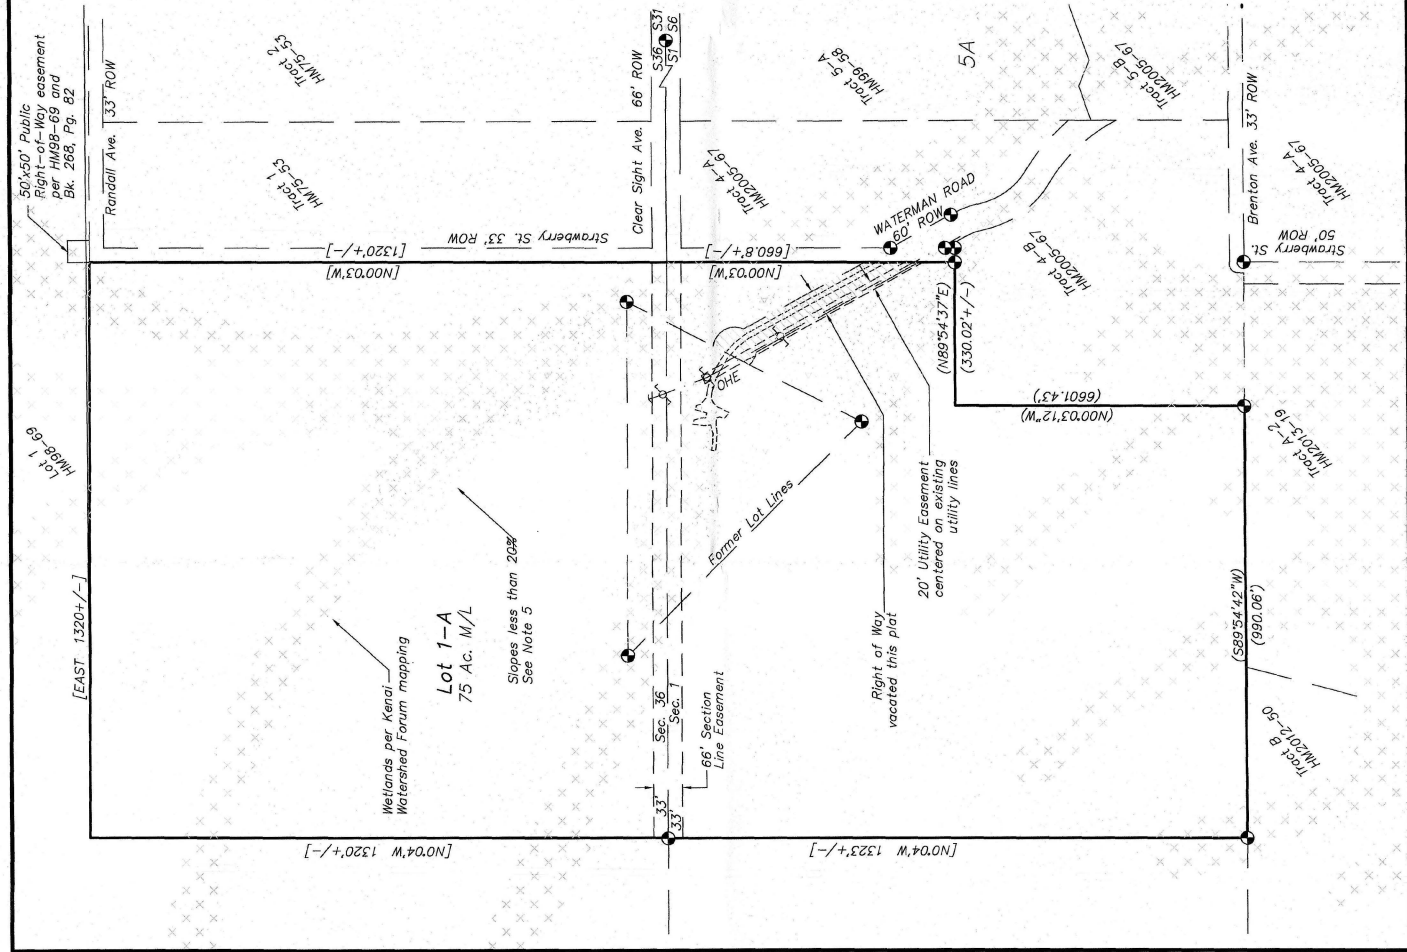 50'x50' Public
Right-of-Way easement
per HM98-69 and
Bk. 268, Pg. 82
Randall Ave. 33' ROW
Tract 2
HM75-53
Tract 1
HM75-53
Clear Sight Ave. 66' ROW
S36 S31
S1 S6
Tract 5-A
HM99-58
5A
Tract 5-B
HM2005-67
Brenton Ave. 33' ROW
Tract 4-A
HM2005-67
WATERMAN ROAD
60' ROW
Tract 4-A
HM2005-67
Strawberry St. 33' ROW
[1320'+/-]
[N00°03'W]
[660.8'+/-]
[N00°03'W]
Tract 4-B
HM2005-67
Strawberry St.
50' ROW
(N89°54'37"E)
(330.02'+/-)
(6601.43')
(N00°03'12"W)
OHE
Lot 1
HM98-69
[EAST 1320+/-]
Slopes less than 20%
See Note 5
Lot 1-A
75 Ac. M/L
Wetlands per Kenai
Watershed Forum mapping
Former Lot Lines
20' Utility Easement
centered on existing
utility lines
Right of Way
vacated this plat
Sec. 36
Sec. 1
66' Section
Line Easement
33'
33'
Tract A-2
HM2013-19
(S89°54'42"W)
(990.06')
Tract B
HM2012-50
[N0°04'W 1320'+/-]
[N0°04'W 1323'+/-]